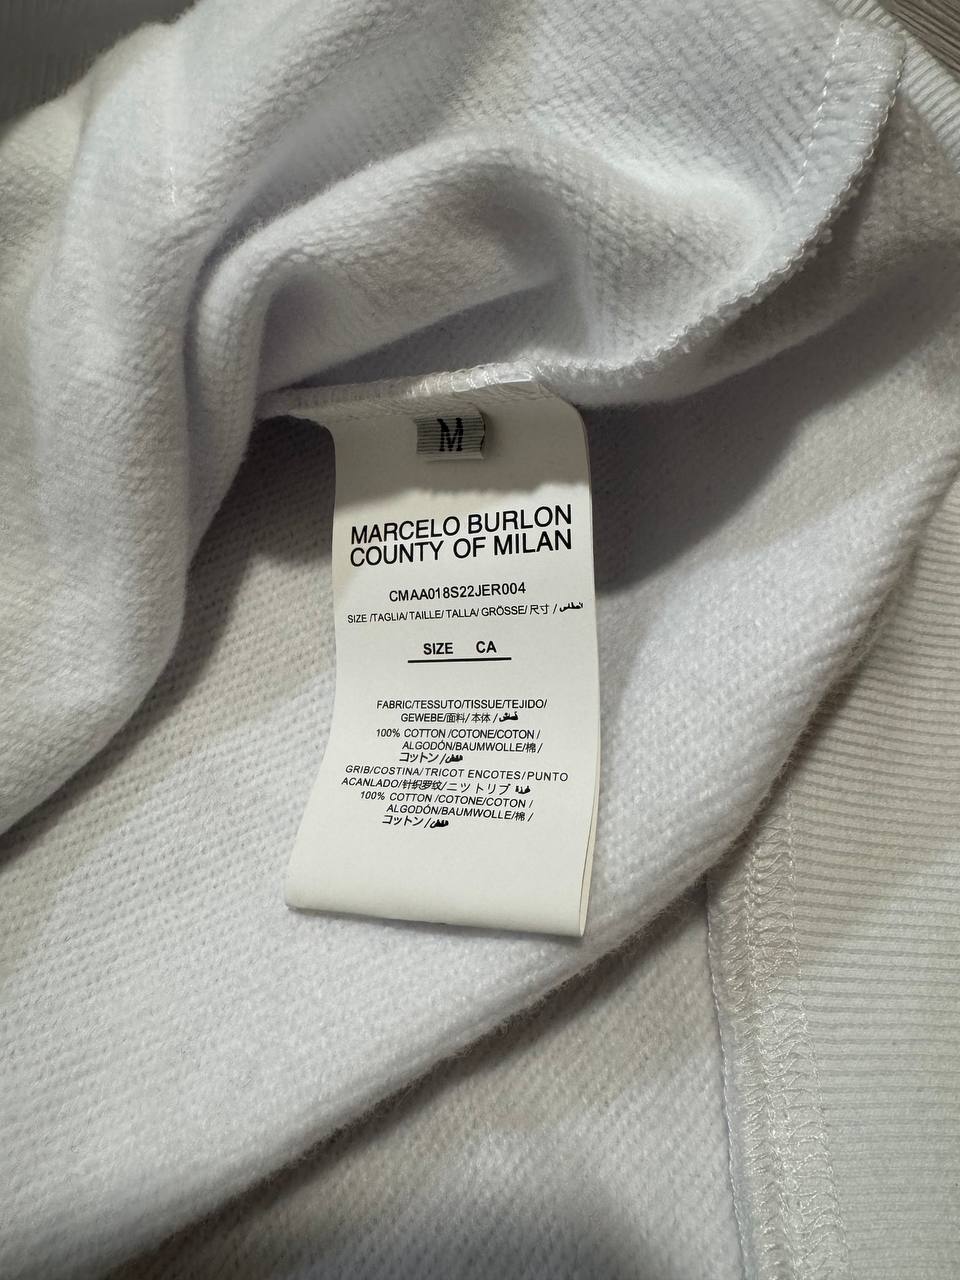 M
MARCELO BURLON
COUNTY OF MILAN
CMAA018S22JER004
SIZE /TAGLIA/ TAILLE/ TALLA/ GRÖSSE/ 尺寸 /
SIZE CA
FABRIC/TESSUTO/TISSUE/TEJIDO/
GEWEBE/面料/ 本体 /
100% COTTON /COTONE/COTON /
ALGODÓN/BAUMWOLLE/棉 /
コットン /
GRIB/COSTINA/TRICOT ENCOTES/PUNTO
ACANLADO/针织罗纹/ニットリブ
100% COTTON /COTONE/COTON /
ALGODÓN/BAUMWOLLE/棉 /
コットン /